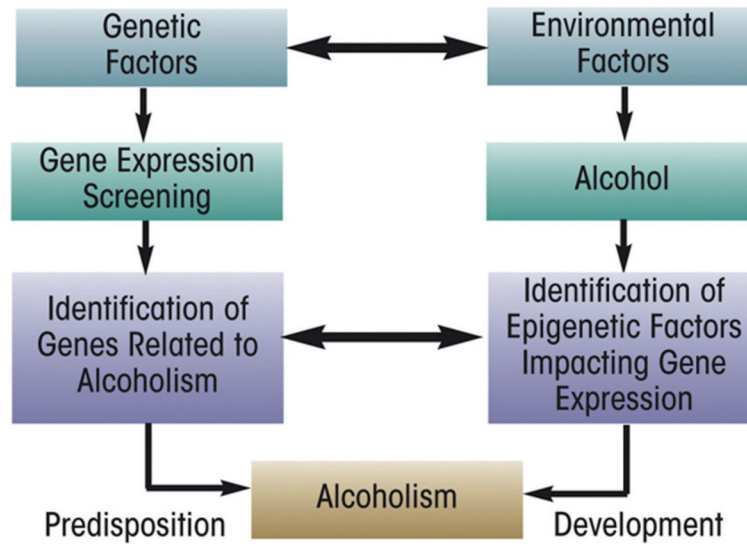 Genetic
Factors
Environmental
Factors
Gene Expression
Screening
Alcohol
Identification of
Genes Related to
Alcoholism
Identification of
Epigenetic Factors
Impacting Gene
Expression
Alcoholism
Predisposition
Development